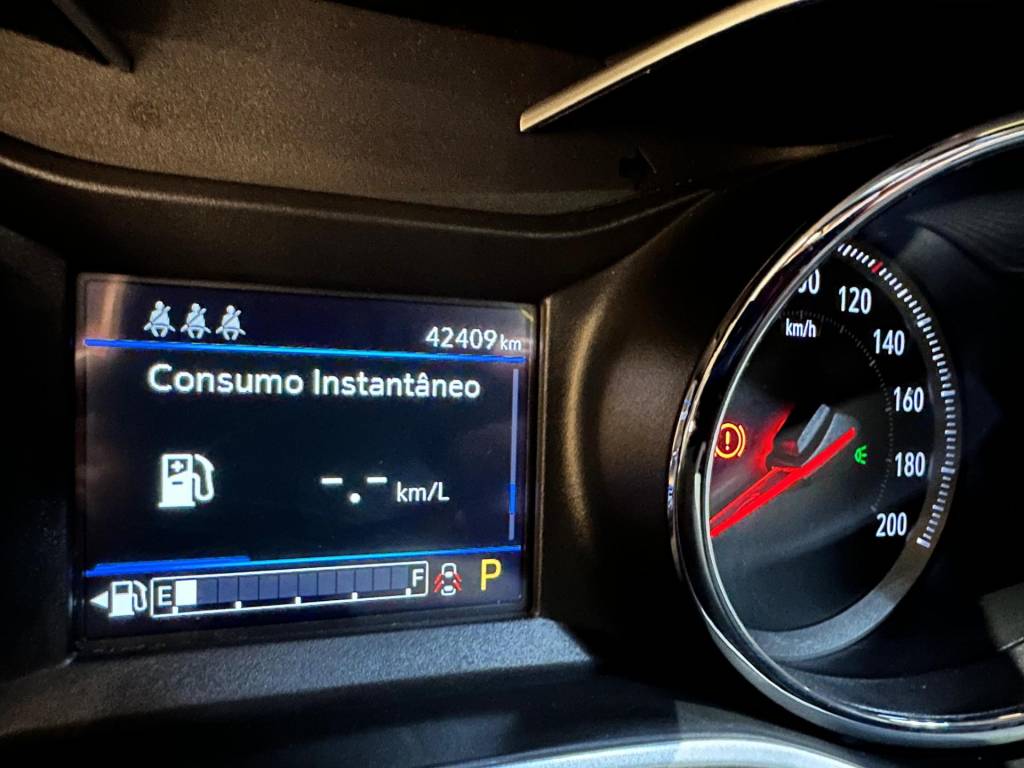 42409 km
Consumo Instantâneo
-.- km/L
E F P
120
km/h
140
160
180
200